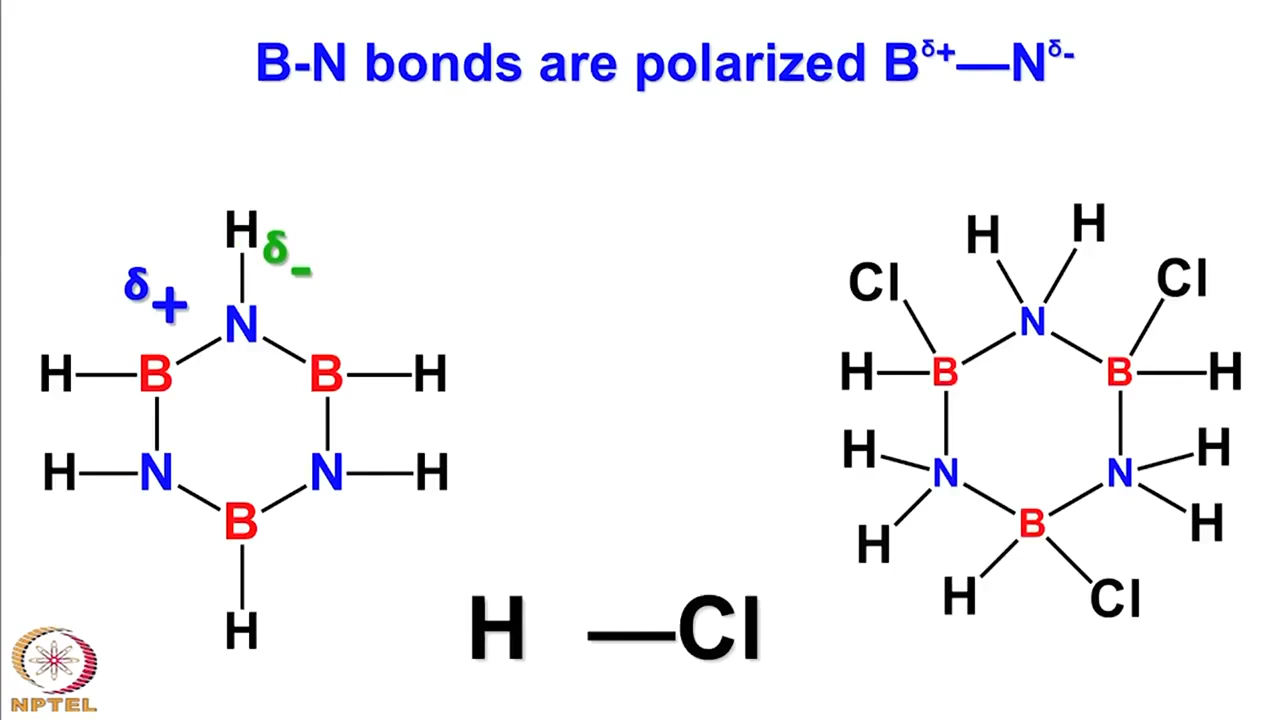 B-N bonds are polarized Bδ+—Nδ-
H δ-
δ+ N
H B B H
H N N H
B
H
H —Cl
H H
Cl Cl
N
H B B H
H N N H
H B H
H Cl
NPTEL